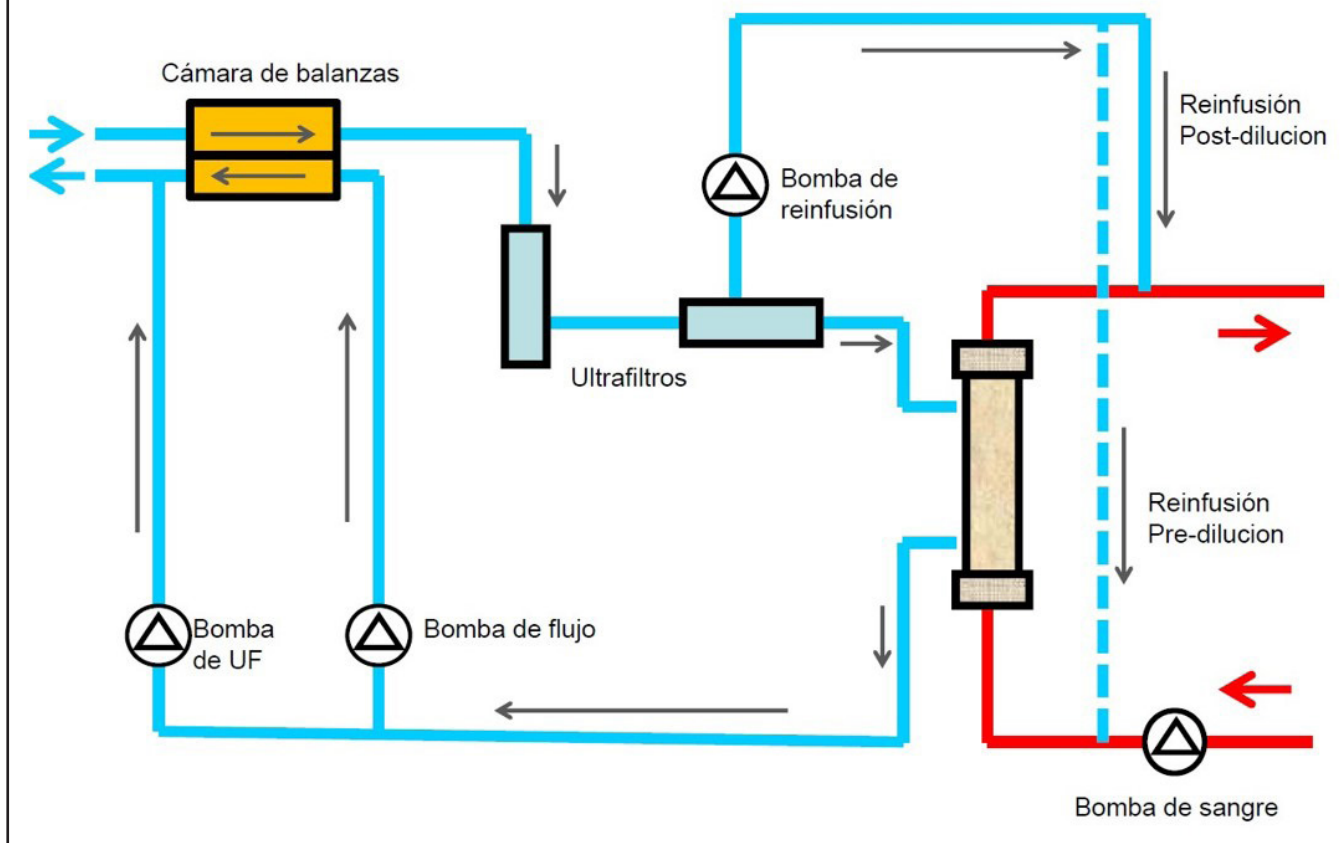 Cámara de balanzas
Reinfusión
Post-dilucion
Bomba de
reinfusión
Ultrafiltros
Reinfusión
Pre-dilucion
Bomba
de UF
Bomba de flujo
Bomba de sangre